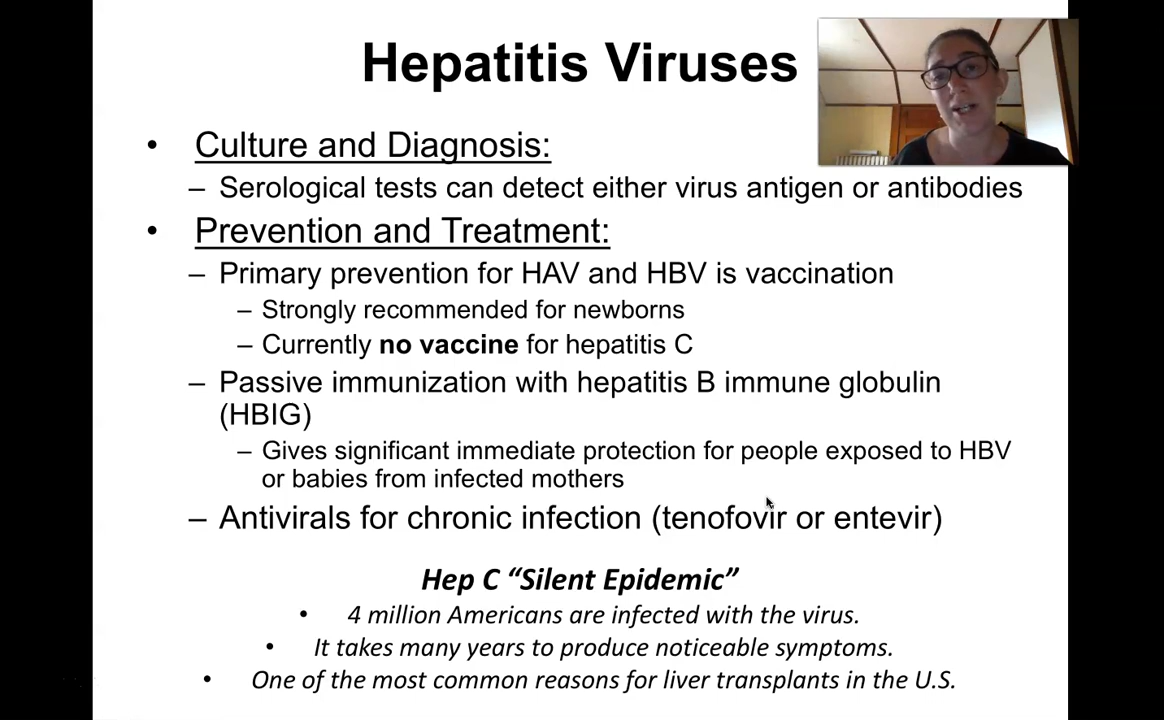 Hepatitis Viruses
• Culture and Diagnosis:
– Serological tests can detect either virus antigen or antibodies
• Prevention and Treatment:
– Primary prevention for HAV and HBV is vaccination
– Strongly recommended for newborns
– Currently no vaccine for hepatitis C
– Passive immunization with hepatitis B immune globulin
(HBIG)
– Gives significant immediate protection for people exposed to HBV
or babies from infected mothers
– Antivirals for chronic infection (tenofovir or entevir)
Hep C “Silent Epidemic”
• 4 million Americans are infected with the virus.
• It takes many years to produce noticeable symptoms.
• One of the most common reasons for liver transplants in the U.S.